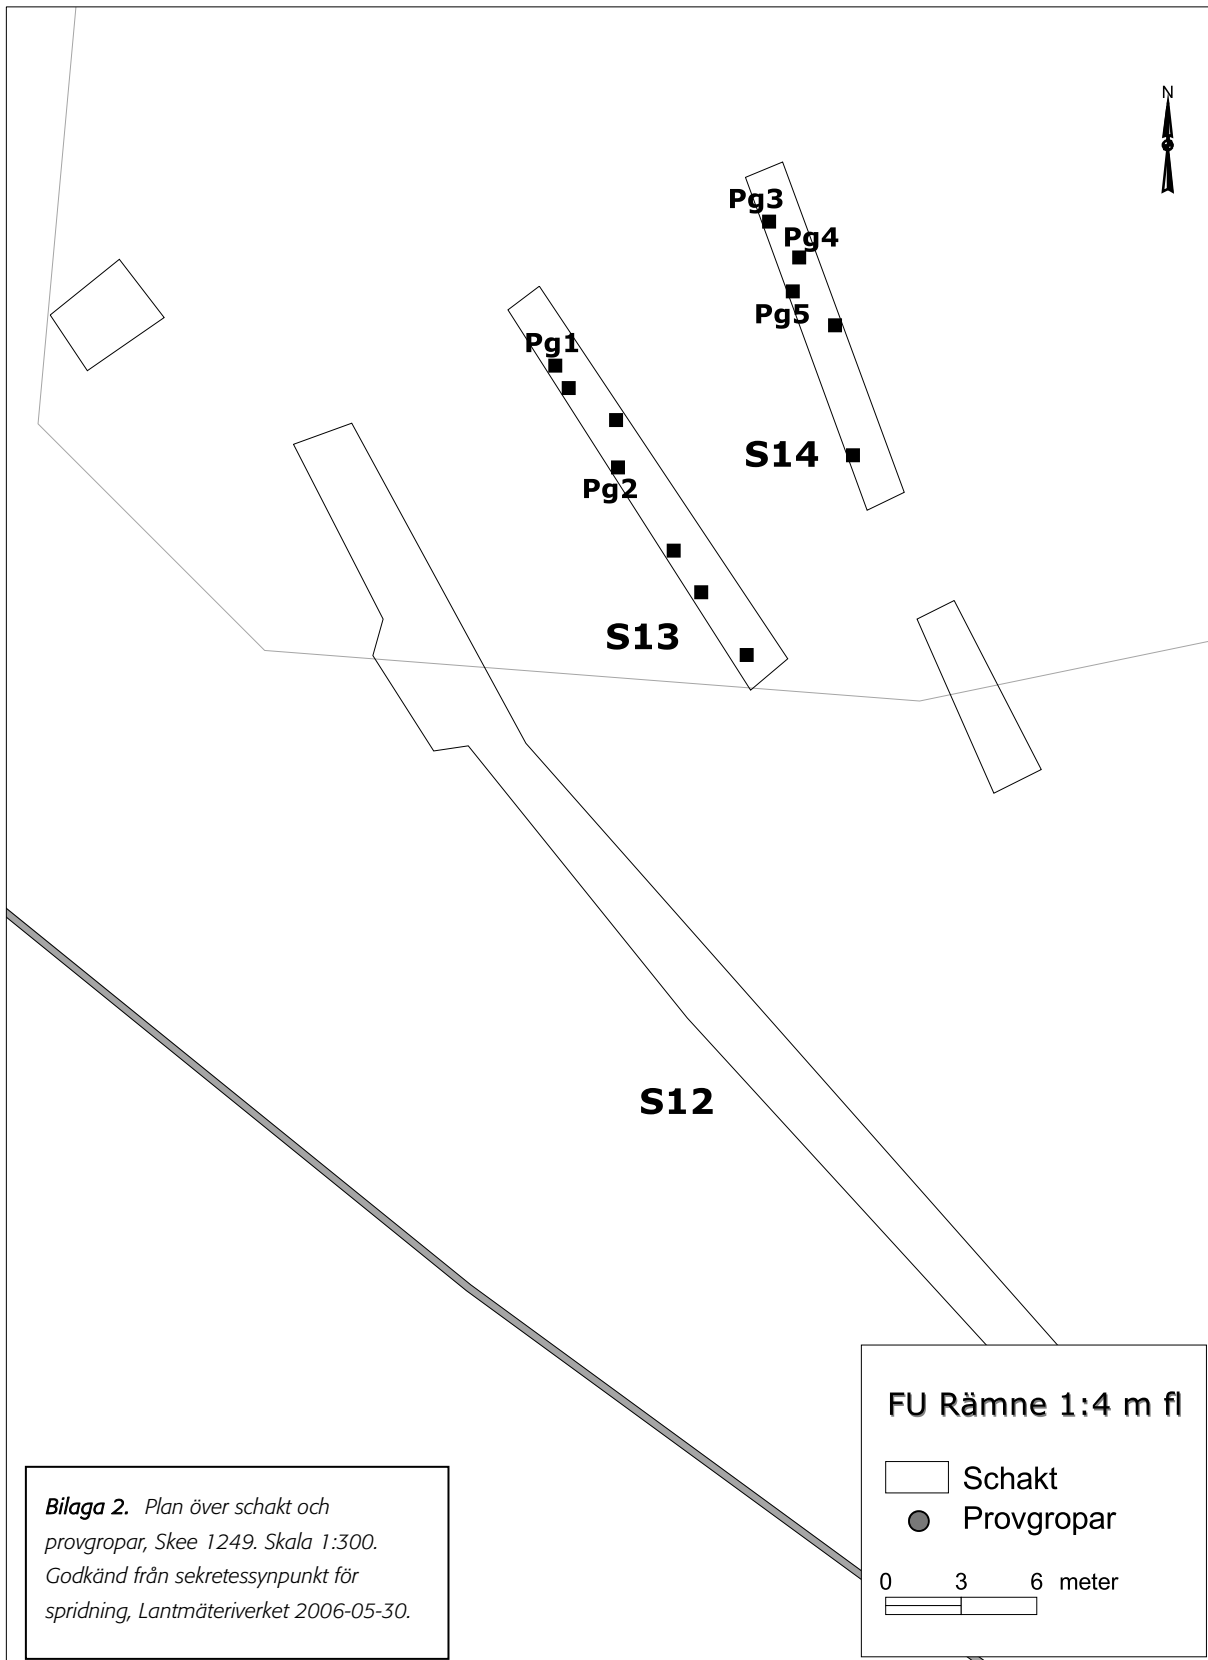 N
Pg3
Pg4
Pg5
Pg1
S14
Pg2
S13
S12
FU Rämne 1:4 m fl
Schakt
Provgropar
0 3 6 meter
Bilaga 2. Plan över schakt och
provgropar, Skee 1249. Skala 1:300.
Godkänd från sekretessynpunkt för
spridning, Lantmäteriverket 2006-05-30.